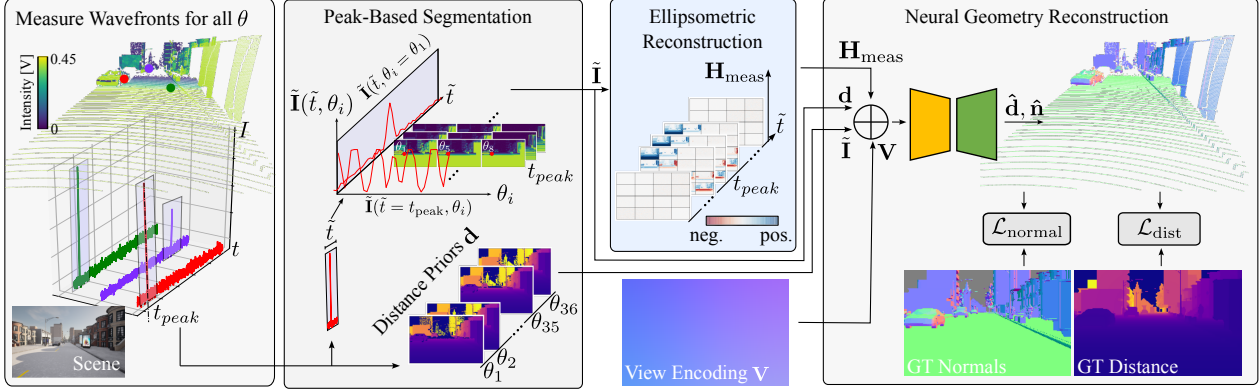 Measure Wavefronts for all θ
Intensity [V]
0.45
0
I
t
t_peak
Scene
Peak-Based Segmentation
Ĩ(t̃, θ_i)
Ĩ(t̃, θ_i = θ_1)
t̃
θ_5
θ_8
t_peak
θ_i
Ĩ(t̃ = t_peak, θ_i)
t̃
Distance Priors d
θ_1
θ_2
θ_35
θ_36
Ellipsometric
Reconstruction
H_meas
t̃
t_peak
neg.
pos.
Ĩ
View Encoding V
Neural Geometry Reconstruction
H_meas
d
Ĩ
V
d̂, n̂
L_normal
L_dist
GT Normals
GT Distance